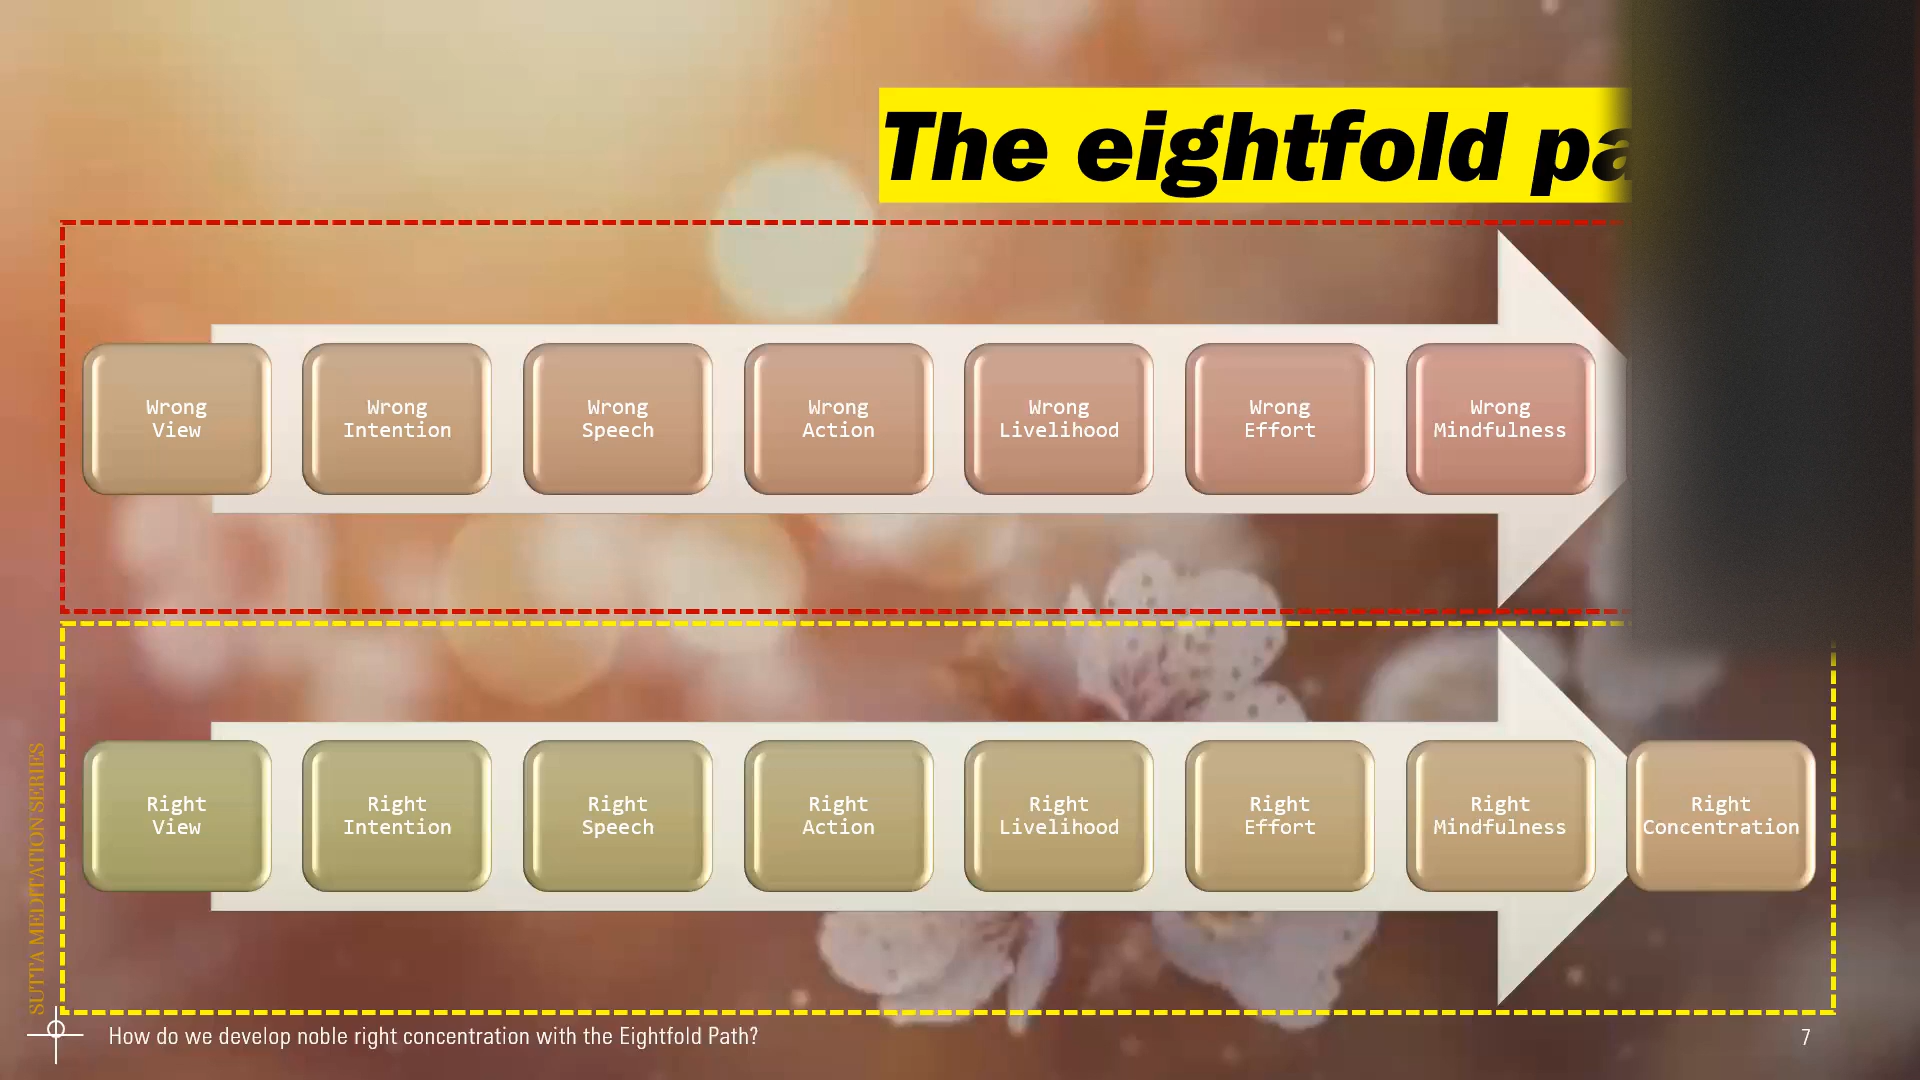 The eightfold
Wrong
View
Wrong
Intention
Wrong
Speech
Wrong
Action
Wrong
Livelihood
Wrong
Effort
Wrong
Mindfulness
Right
View
Right
Intention
Right
Speech
Right
Action
Right
Livelihood
Right
Effort
Right
Mindfulness
Right
Concentration
SUTTA MEDITATION SERIES
How do we develop noble right concentration with the Eightfold Path?
7